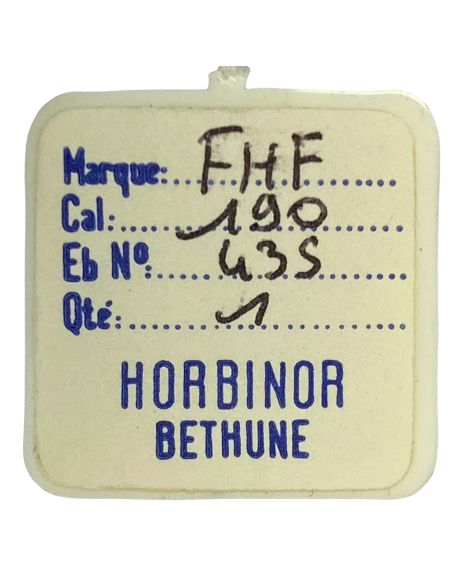 Marque: FHF
Cal: 190
Eb Nº: 435
Qté: 1
HORBINOR
BETHUNE